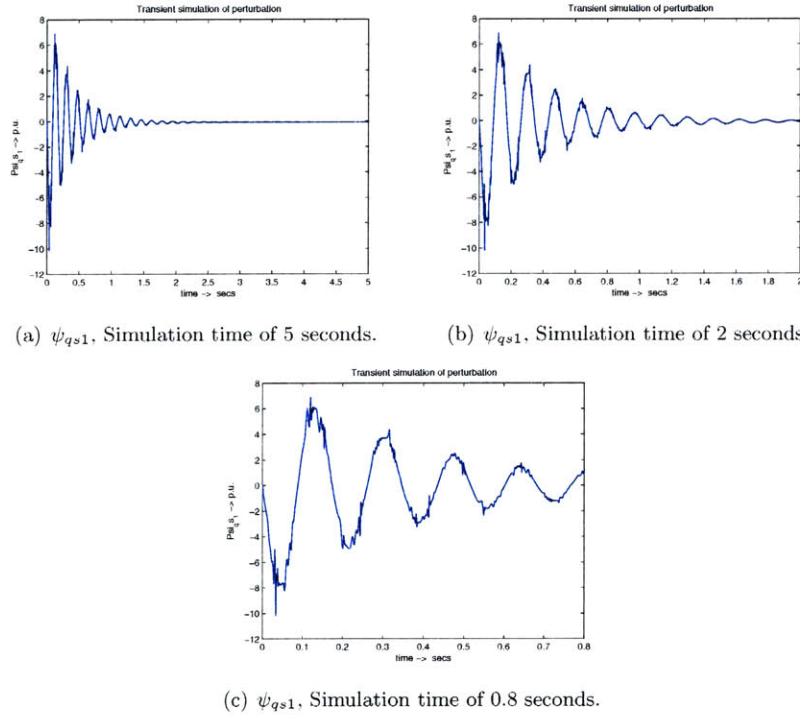 Transient simulation of perturbation
Psi_qs_1 -> p.u.
8
6
4
2
0
-2
-4
-6
-8
-10
-12
0 0.5 1 1.5 2 2.5 3 3.5 4 4.5 5
time -> secs
(a) ψqs1, Simulation time of 5 seconds.
Transient simulation of perturbation
Psi_qs_1 -> p.u.
8
6
4
2
0
-2
-4
-6
-8
-10
-12
0 0.2 0.4 0.6 0.8 1 1.2 1.4 1.6 1.8 2
time -> secs
(b) ψqs1, Simulation time of 2 seconds
Transient simulation of perturbation
Psi_qs_1 -> p.u.
8
6
4
2
0
-2
-4
-6
-8
-10
-12
0 0.1 0.2 0.3 0.4 0.5 0.6 0.7 0.8
time -> secs
(c) ψqs1, Simulation time of 0.8 seconds.